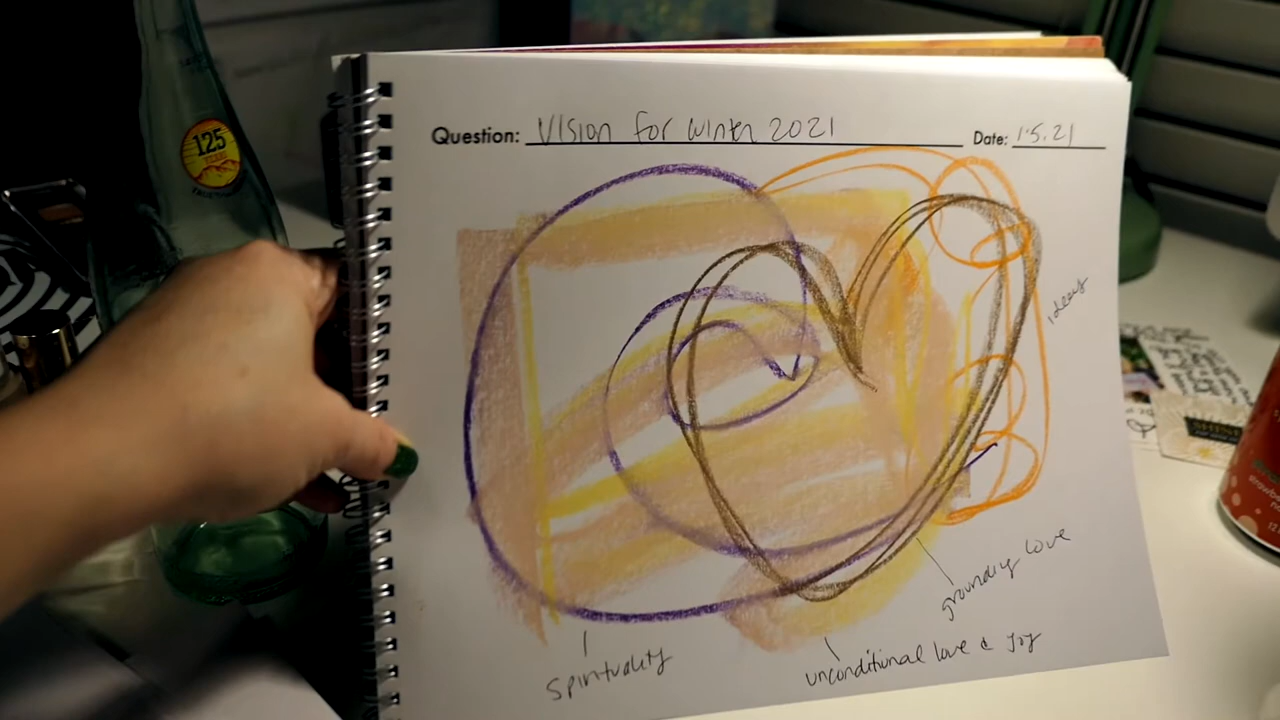 Question: Vision for winter 2021
Date: 1.5.21
ideas
grounding love
unconditional love & joy
spirituality
125